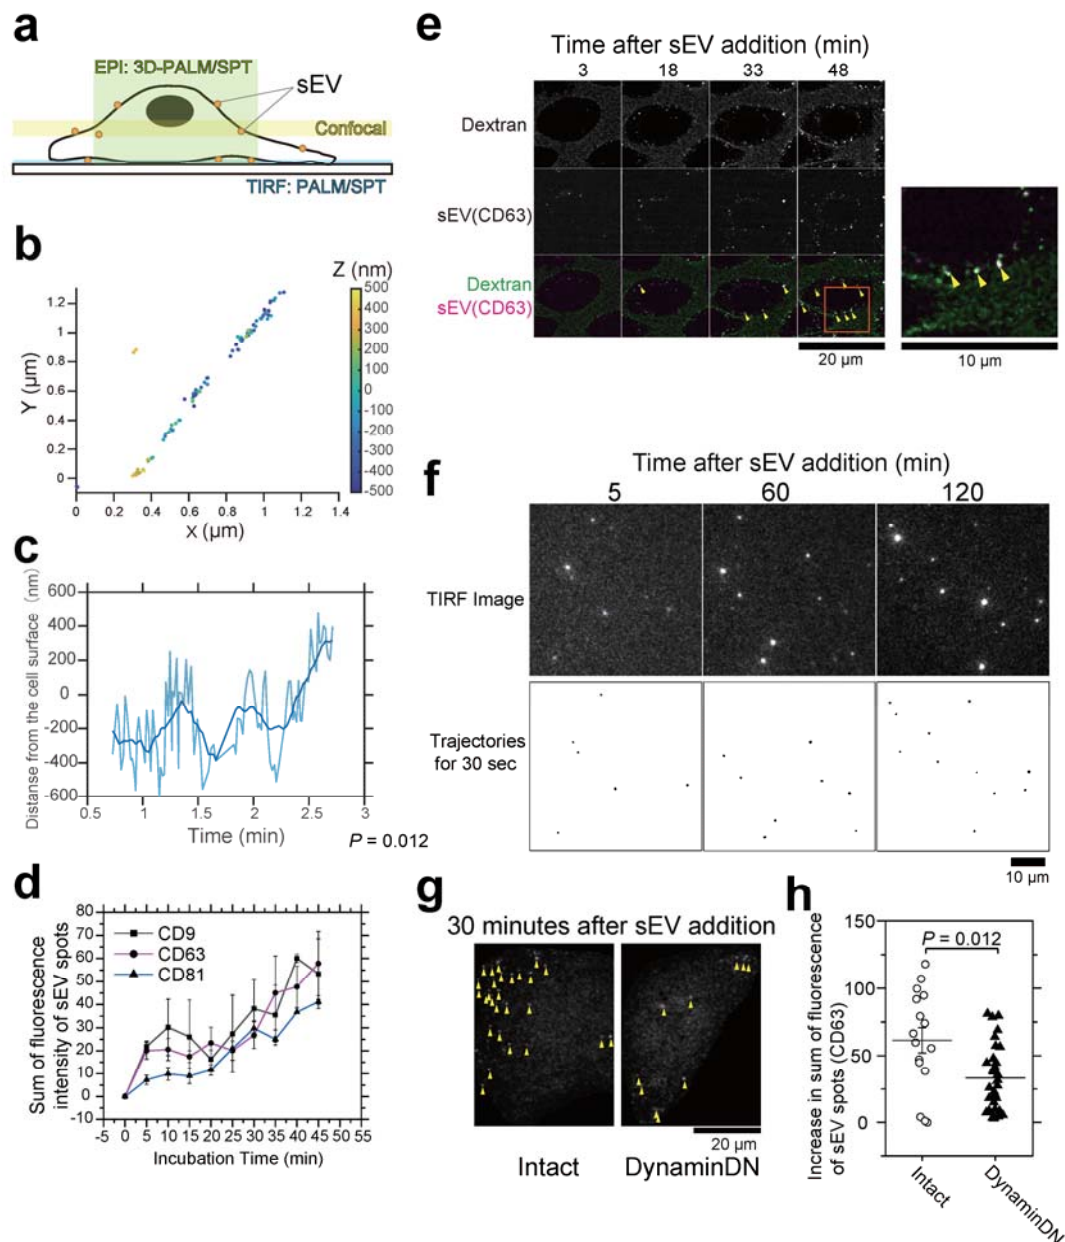 a
EPI: 3D-PALM/SPT
sEV
Confocal
TIRF: PALM/SPT
b
Z (nm)
500
400
300
200
100
0
-100
-200
-300
-400
-500
Y (µm)
1.2
1.0
0.8
0.6
0.4
0.2
0
0 0.2 0.4 0.6 0.8 1.0 1.2 1.4
X (µm)
c
Distanse from the cell surface (nm)
600
400
200
0
-200
-400
-600
0.5 1 1.5 2 2.5 3
Time (min)
P = 0.012
d
Sum of fluorescence
intensity of sEV spots
80
70
60
50
40
30
20
10
0
-10
CD9
CD63
CD81
-5 0 5 10 15 20 25 30 35 40 45 50 55
Incubation Time (min)
e
Time after sEV addition (min)
3 18 33 48
Dextran
sEV(CD63)
Dextran
sEV(CD63)
20 µm
10 µm
f
Time after sEV addition (min)
5 60 120
TIRF Image
Trajectories
for 30 sec
10 µm
g
30 minutes after sEV addition
20 µm
Intact DynaminDN
h
Increase in sum of fluorescence
of sEV spots (CD63)
150
100
50
0
P = 0.012
Intact
DynaminDN